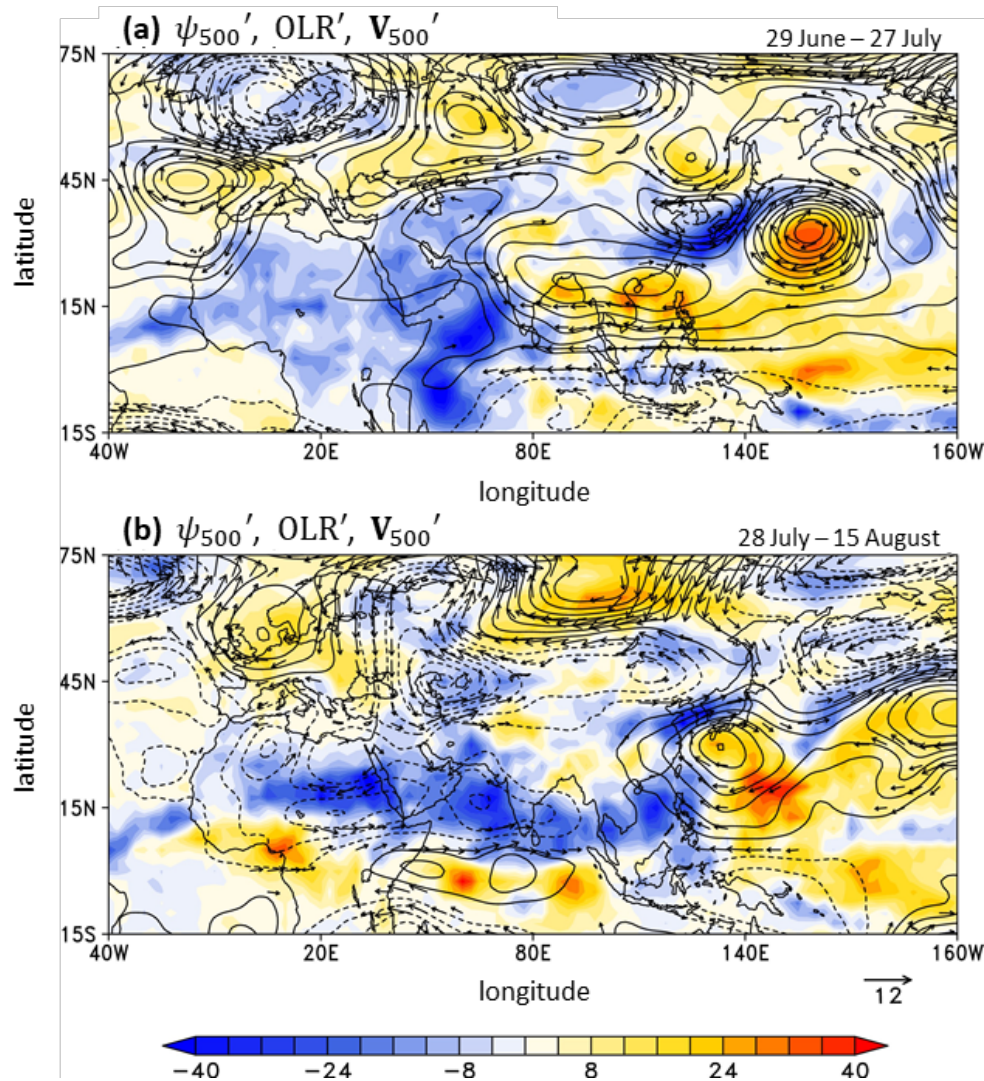 (a) ψ500′, OLR′, V500′ 29 June – 27 July
75N
45N
15N
15S
latitude
40W 20E 80E 140E 160W
longitude
(b) ψ500′, OLR′, V500′ 28 July – 15 August
75N
45N
15N
15S
latitude
40W 20E 80E 140E 160W
longitude
12
−40 −24 −8 8 24 40